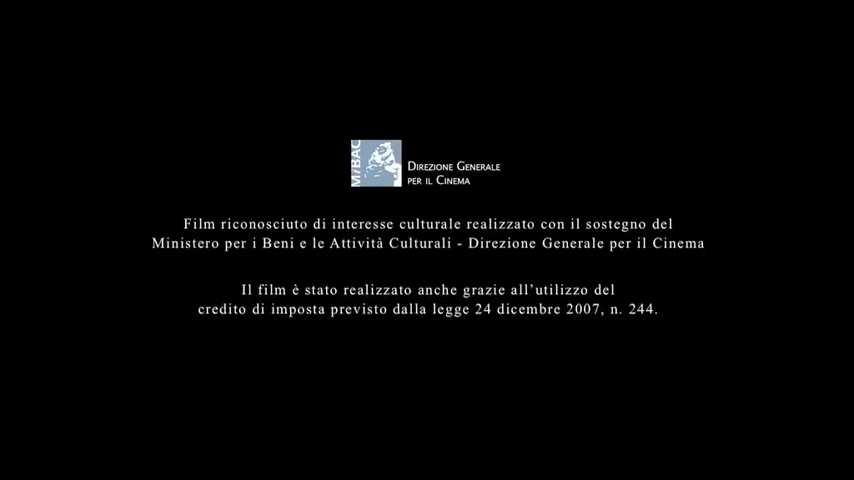 MiBAC
DIREZIONE GENERALE
PER IL CINEMA
Film riconosciuto di interesse culturale realizzato con il sostegno del
Ministero per i Beni e le Attività Culturali - Direzione Generale per il Cinema
Il film è stato realizzato anche grazie all'utilizzo del
credito di imposta previsto dalla legge 24 dicembre 2007, n. 244.